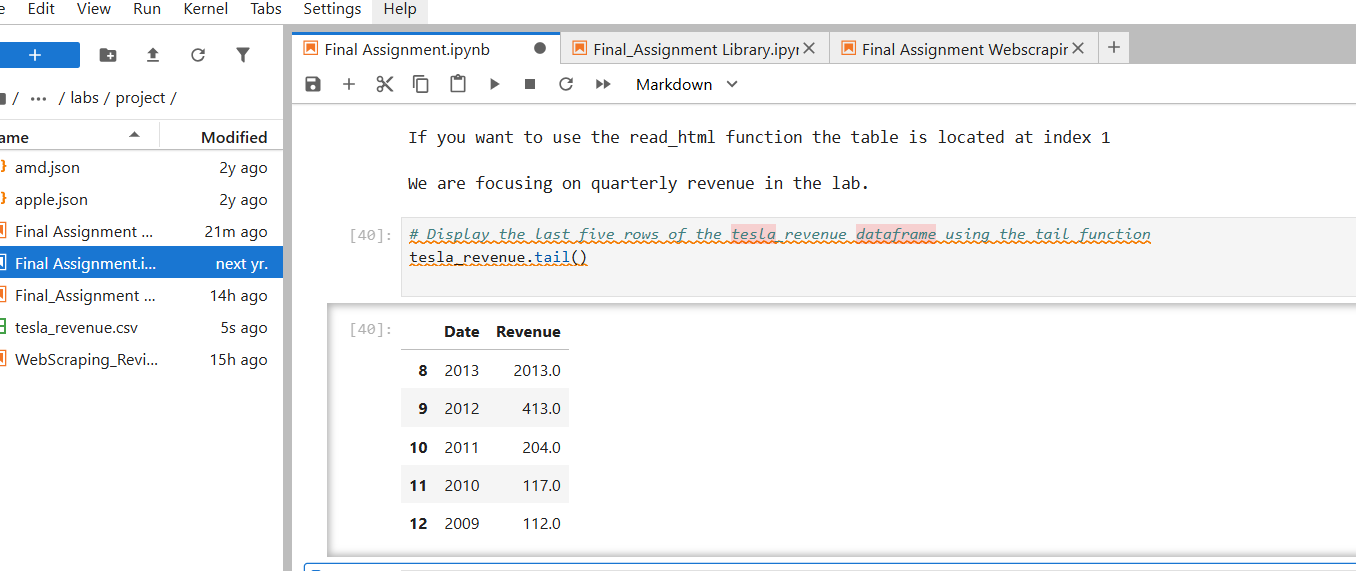 Edit View Run Kernel Tabs Settings Help
+ Final Assignment.ipynb Final_Assignment Library.ipyn Final Assignment Webscrapin +
Markdown
/ ... / labs / project /
ame Modified
amd.json 2y ago
apple.json 2y ago
Final Assignment ... 21m ago
Final Assignment.i... next yr.
Final_Assignment ... 14h ago
tesla_revenue.csv 5s ago
WebScraping_Revi... 15h ago
If you want to use the read_html function the table is located at index 1
We are focusing on quarterly revenue in the lab.
[40]: # Display the last five rows of the tesla_revenue dataframe using the tail function
tesla_revenue.tail()
[40]: Date Revenue
8 2013 2013.0
9 2012 413.0
10 2011 204.0
11 2010 117.0
12 2009 112.0